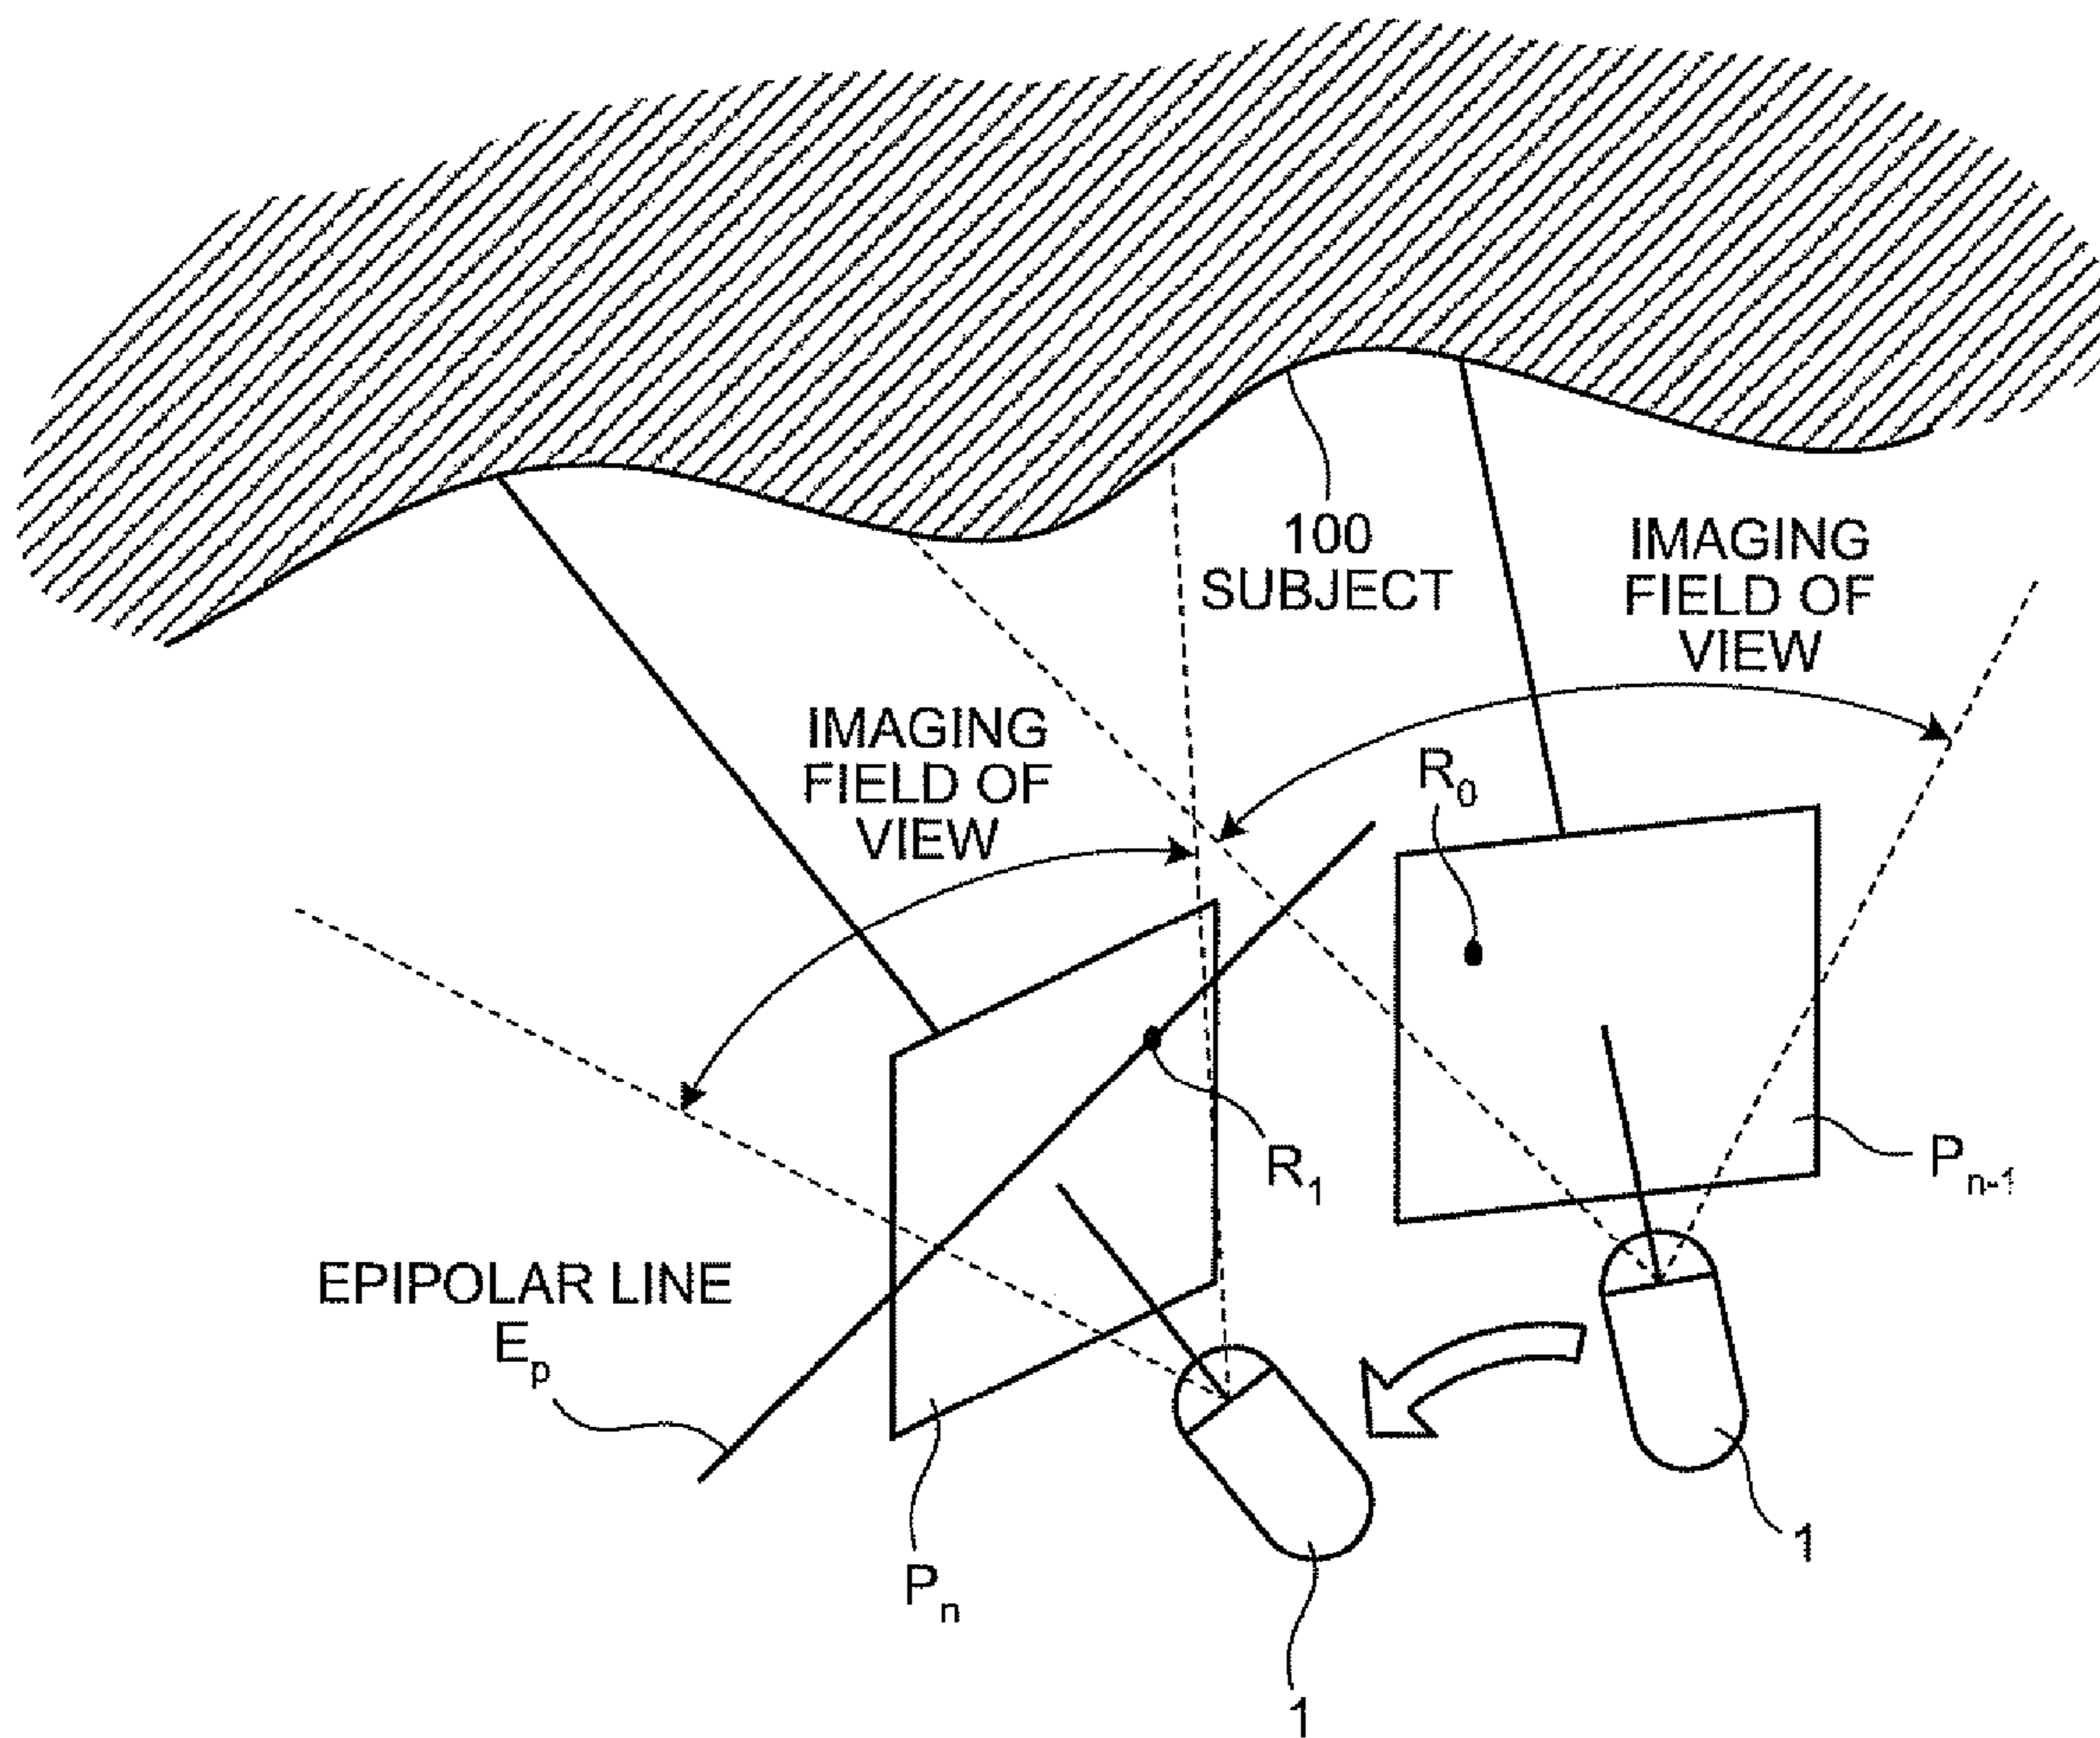 100
SUBJECT
IMAGING
FIELD OF
VIEW
IMAGING
FIELD OF
VIEW
R0
R1
Pn-1
EPIPOLAR LINE
Ep
Pn
1
1